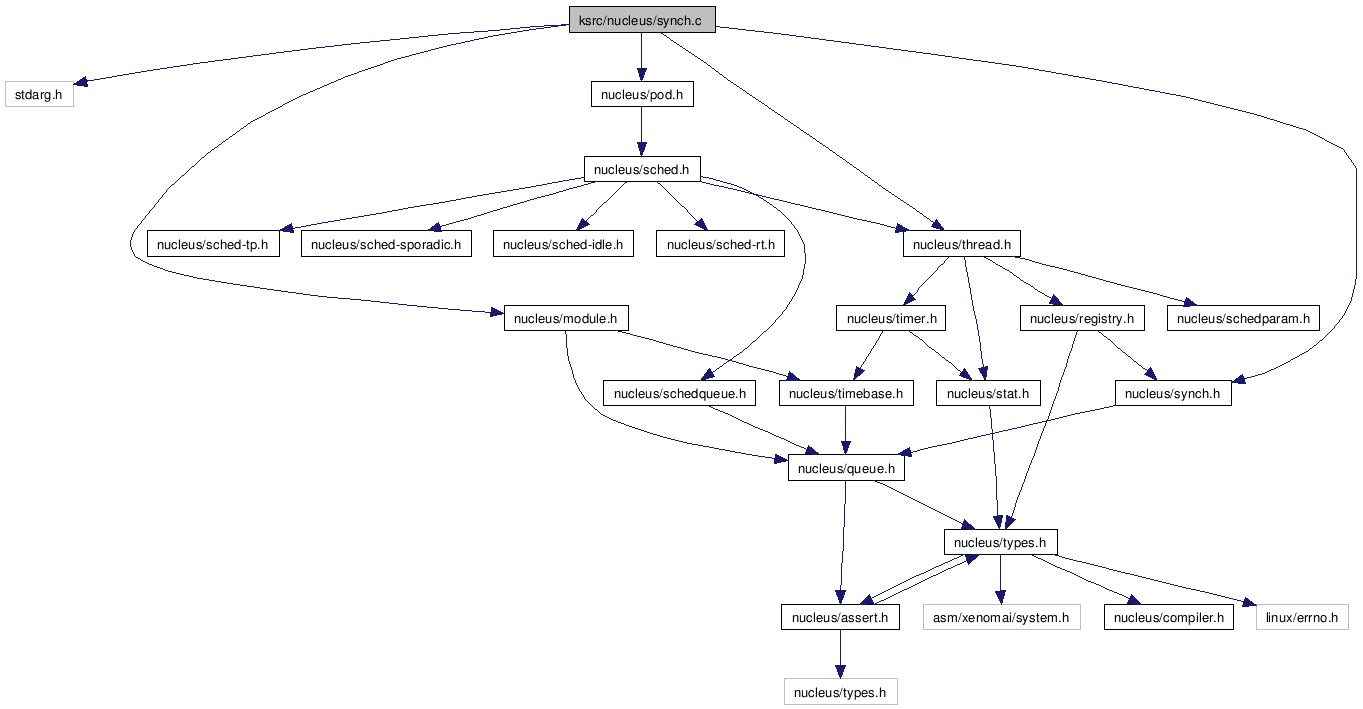 ksrc/nucleus/synch.c
stdarg.h
nucleus/pod.h
nucleus/sched.h
nucleus/sched-tp.h
nucleus/sched-sporadic.h
nucleus/sched-idle.h
nucleus/sched-rt.h
nucleus/thread.h
nucleus/module.h
nucleus/timer.h
nucleus/registry.h
nucleus/schedparam.h
nucleus/schedqueue.h
nucleus/timebase.h
nucleus/stat.h
nucleus/synch.h
nucleus/queue.h
nucleus/types.h
nucleus/assert.h
asm/xenomai/system.h
nucleus/compiler.h
linux/errno.h
nucleus/types.h